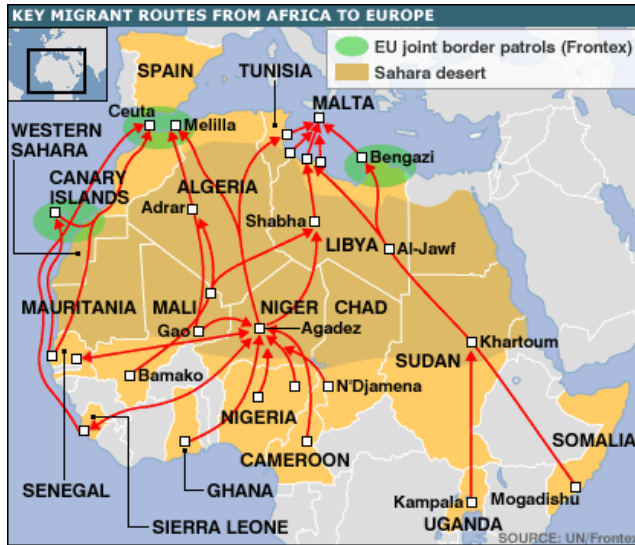 KEY MIGRANT ROUTES FROM AFRICA TO EUROPE
EU joint border patrols (Frontex)
Sahara desert
SPAIN
TUNISIA
MALTA
Ceuta
Melilla
WESTERN
SAHARA
Bengazi
CANARY
ISLANDS
ALGERIA
Adrar
Shabha
LIBYA
Al-Jawf
MAURITANIA
MALI
NIGER
CHAD
Gao
Agadez
Khartoum
SUDAN
Bamako
N'Djamena
NIGERIA
SOMALIA
CAMEROON
SENEGAL
GHANA
Kampala
Mogadishu
UGANDA
SIERRA LEONE
SOURCE: UN/Frontex